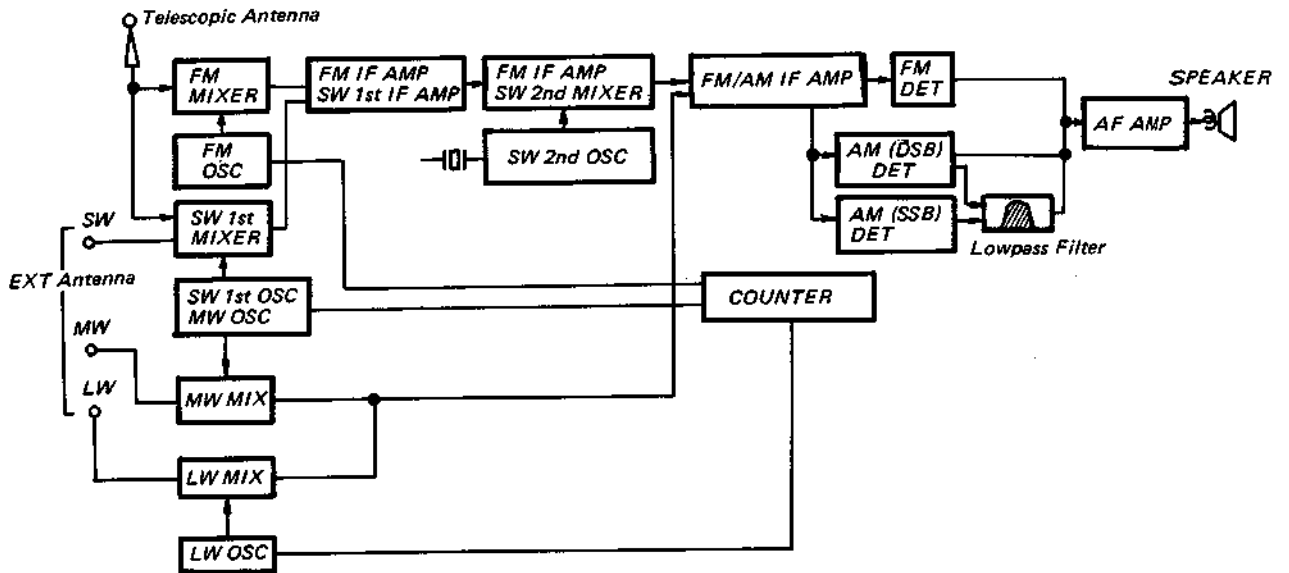 Telescopic Antenna
FM
MIXER
FM IF AMP
SW 1st IF AMP
FM IF AMP
SW 2nd MIXER
FM/AM IF AMP
FM
DET
SPEAKER
AF AMP
FM
OSC
SW 2nd OSC
AM (DSB)
DET
SW
SW 1st
MIXER
AM (SSB)
DET
Lowpass Filter
EXT Antenna
SW 1st OSC
MW OSC
COUNTER
MW
LW
MW MIX
LW MIX
LW OSC